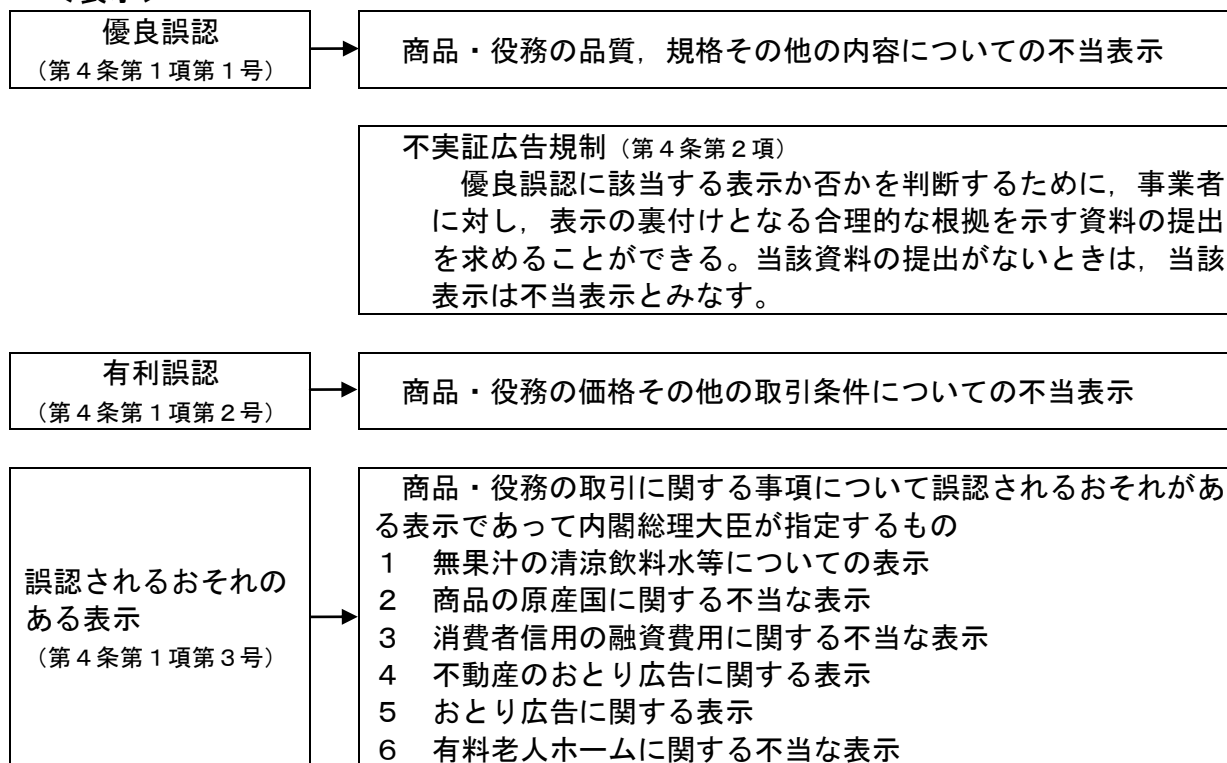 優良誤認
(第４条第１項第１号)
商品・役務の品質，規格その他の内容についての不当表示
不実証広告規制（第４条第２項）
優良誤認に該当する表示か否かを判断するために，事業者
に対し，表示の裏付けとなる合理的な根拠を示す資料の提出
を求めることができる。当該資料の提出がないときは，当該
表示は不当表示とみなす。
有利誤認
（第４条第１項第２号）
商品・役務の価格その他の取引条件についての不当表示
誤認されるおそれの
ある表示
（第４条第１項第３号）
商品・役務の取引に関する事項について誤認されるおそれがあ
る表示であって内閣総理大臣が指定するもの
１　無果汁の清涼飲料水等についての表示
２　商品の原産国に関する不当な表示
３　消費者信用の融資費用に関する不当な表示
４　不動産のおとり広告に関する表示
５　おとり広告に関する表示
６　有料老人ホームに関する不当な表示